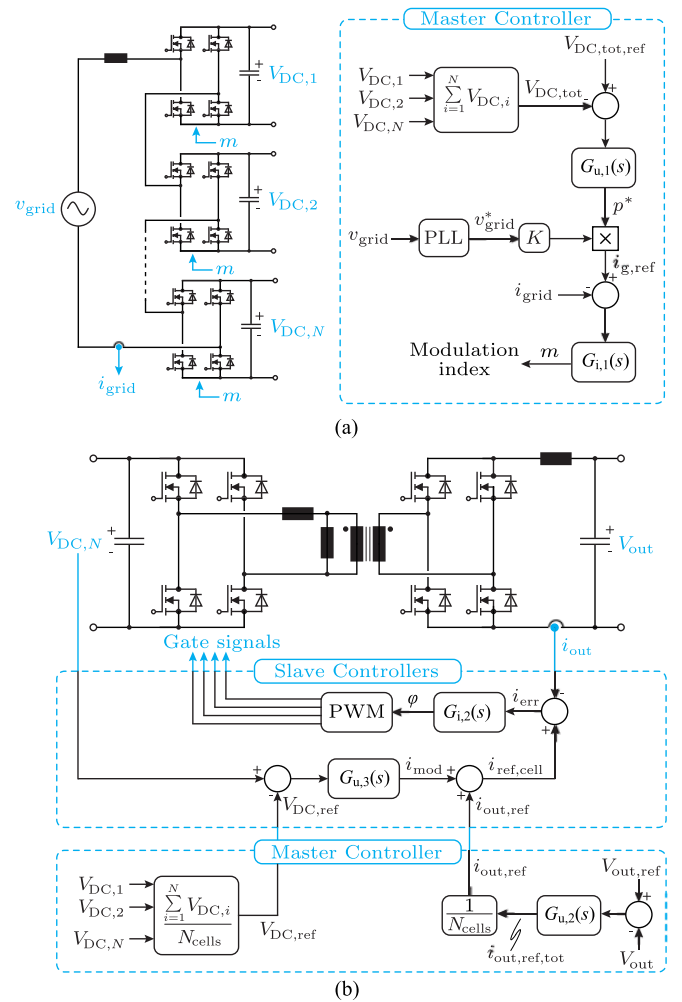 Master Controller
V_DC,tot,ref
V_DC,1
V_DC,2
V_DC,N
N
∑ V_DC,i
i=1
V_DC,tot
-
+
G_u,1(s)
p*
v_grid
PLL
v*_grid
K
×
i_g,ref
i_grid
-
+
G_i,1(s)
m
Modulation
index
v_grid
+
-
V_DC,1
m
+
-
V_DC,2
m
+
-
V_DC,N
m
i_grid
(a)
V_DC,N
+
-
+
-
V_out
Gate signals
i_out
Slave Controllers
PWM
φ
G_i,2(s)
i_err
-
+
+
-
G_u,3(s)
i_mod
+
+
i_ref,cell
V_DC,ref
i_out,ref
Master Controller
V_DC,1
V_DC,2
V_DC,N
N
∑ V_DC,i
i=1
N_cells
V_DC,ref
i_out,ref
1
N_cells
i_out,ref,tot
G_u,2(s)
V_out,ref
+
-
V_out
(b)